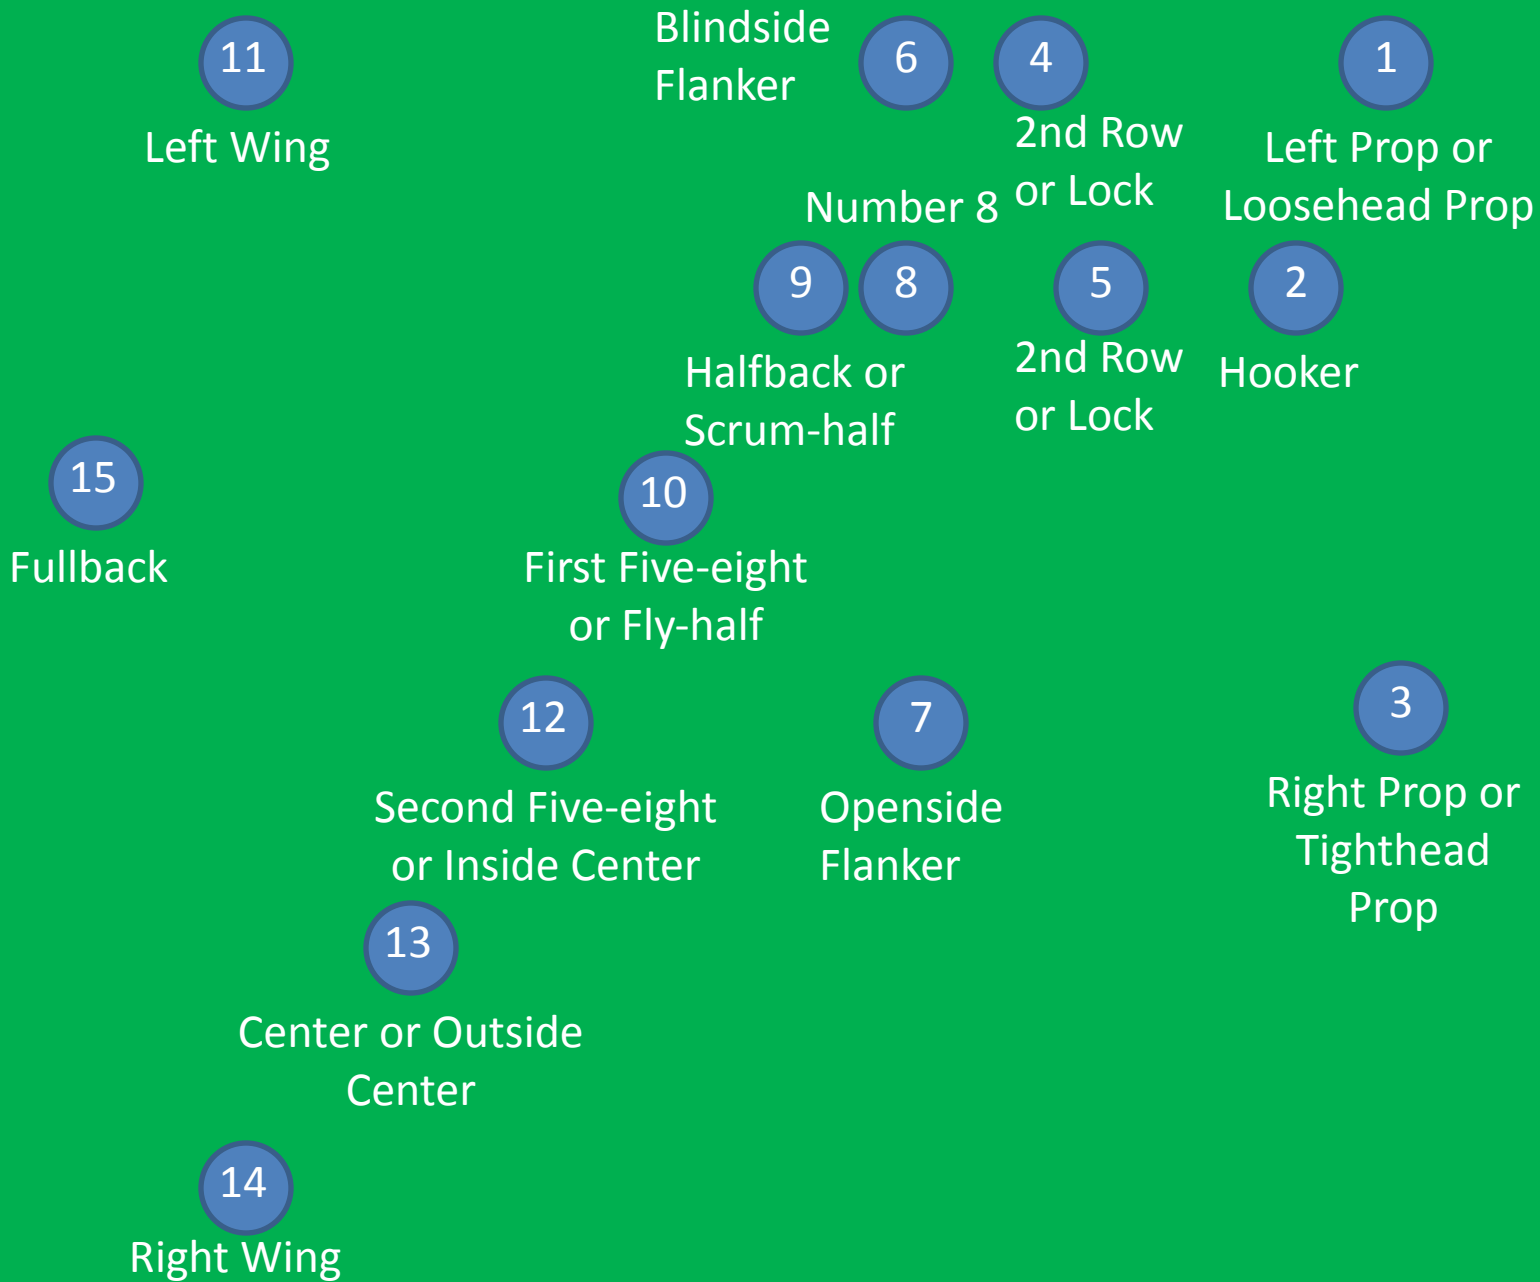 11
Left Wing
Blindside
Flanker
6
4
2nd Row
or Lock
1
Left Prop or
Loosehead Prop
Number 8
9
8
5
2
Halfback or
Scrum-half
2nd Row
or Lock
Hooker
15
Fullback
10
First Five-eight
or Fly-half
12
Second Five-eight
or Inside Center
7
Openside
Flanker
3
Right Prop or
Tighthead
Prop
13
Center or Outside
Center
14
Right Wing